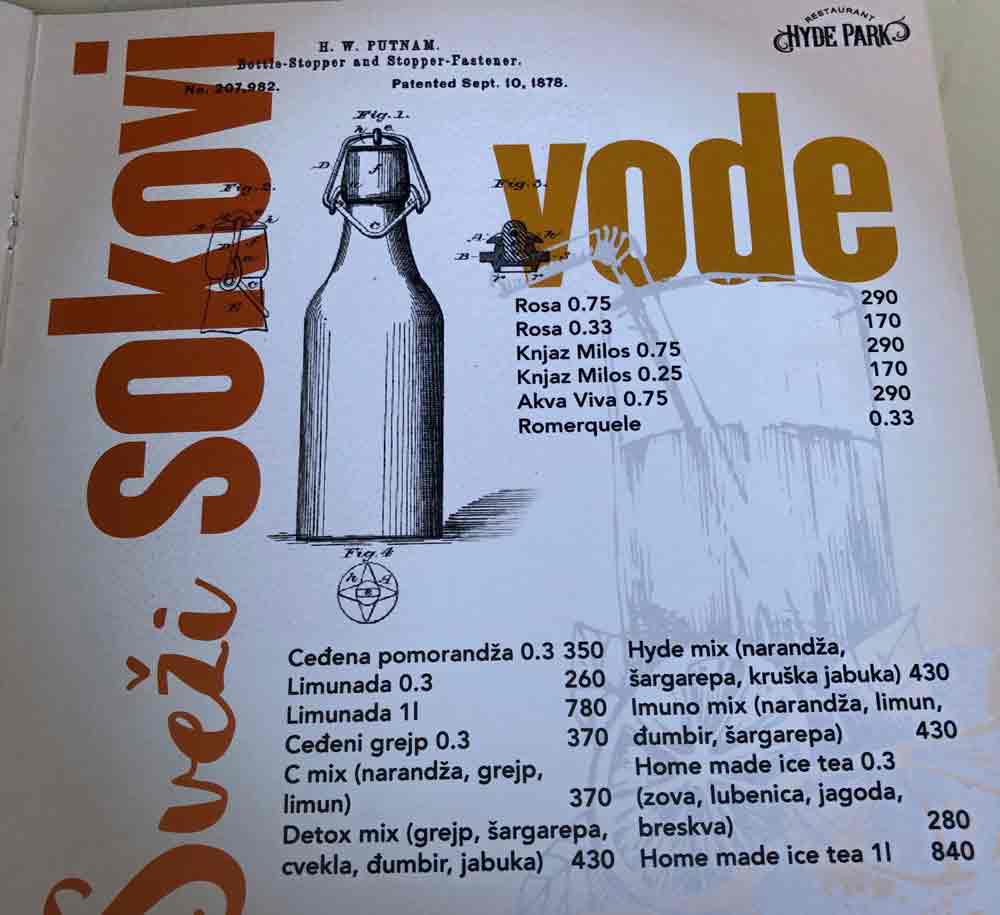 RESTAURANT
HYDE PARK
H. W. PUTNAM.
Bottle-Stopper and Stopper-Fastener.
No. 207,982. Patented Sept. 10, 1878.
Fig. 1.
Fig. 2.
Fig. 3.
Fig. 4
Sveži sokovi
vode
Rosa 0.75 290
Rosa 0.33 170
Knjaz Milos 0.75 290
Knjaz Milos 0.25 170
Akva Viva 0.75 290
Romerquele 0.33
Ceđena pomorandža 0.3 350
Limunada 0.3 260
Limunada 1l 780
Ceđeni grejp 0.3 370
C mix (narandža, grejp,
limun) 370
Detox mix (grejp, šargarepa,
cvekla, đumbir, jabuka) 430
Hyde mix (narandža,
šargarepa, kruška jabuka) 430
Imuno mix (narandža, limun,
đumbir, šargarepa) 430
Home made ice tea 0.3
(zova, lubenica, jagoda,
breskva) 280
Home made ice tea 1l 840